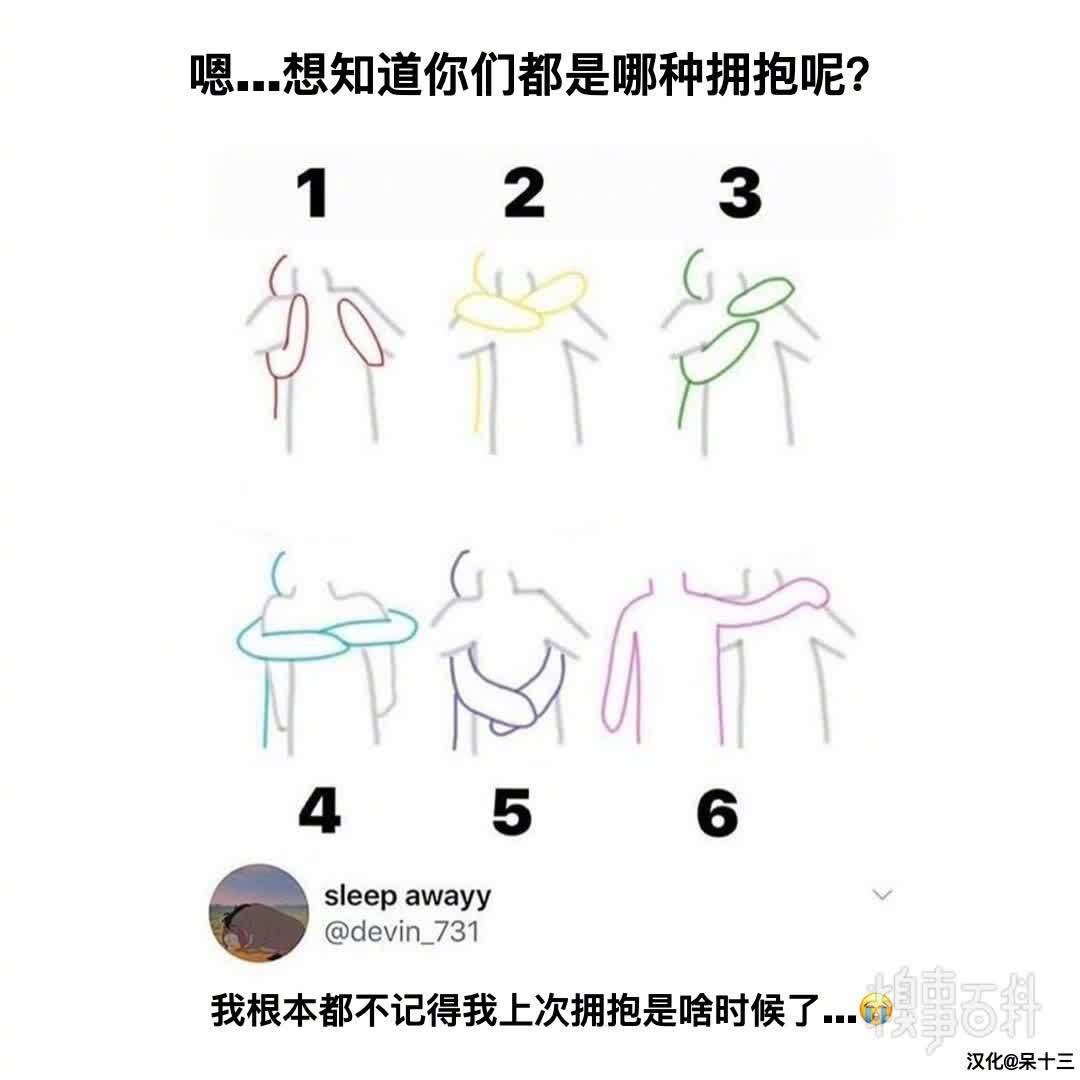 嗯...想知道你们都是哪种拥抱呢?
1 2 3
4 5 6
sleep awayy
@devin_731
我根本都不记得我上次拥抱是啥时候了...😭
糗事百科
汉化@呆十三